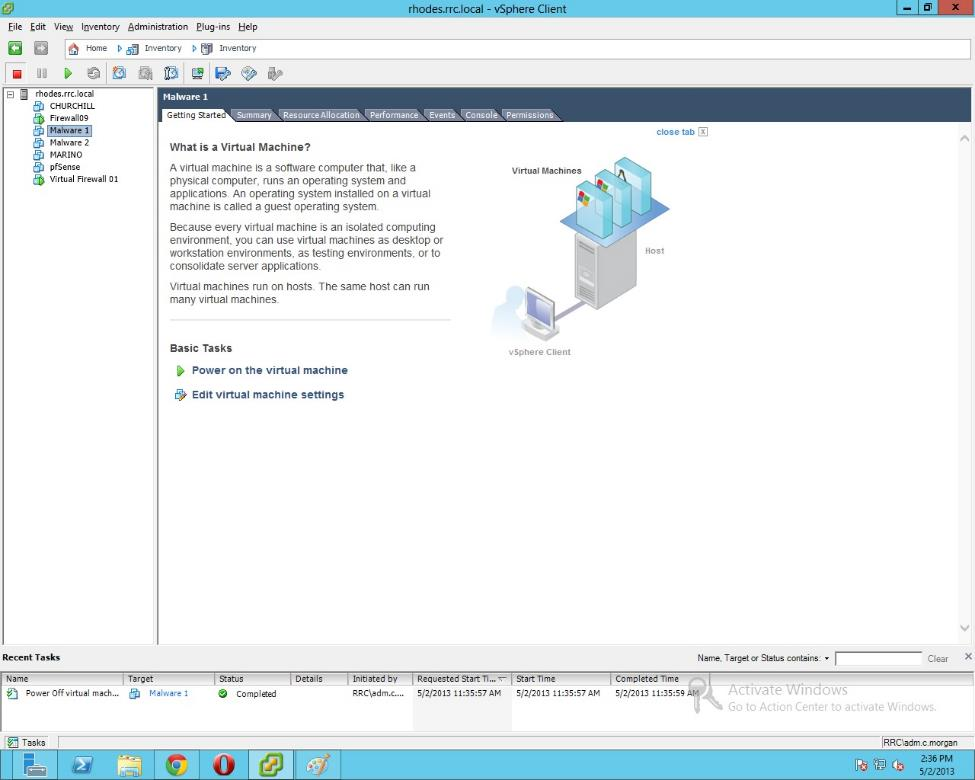 rhodes.rrc.local - vSphere Client
File Edit View Inventory Administration Plug-ins Help
Home Inventory Inventory
rhodes.rrc.local
CHURCHILL
Firewall09
Malware 1
Malware 2
MARINO
pfSense
Virtual Firewall 01
Malware 1
Getting Started Summary Resource Allocation Performance Events Console Permissions
close tab X
What is a Virtual Machine?
A virtual machine is a software computer that, like a
physical computer, runs an operating system and
applications. An operating system installed on a virtual
machine is called a guest operating system.
Because every virtual machine is an isolated computing
environment, you can use virtual machines as desktop or
workstation environments, as testing environments, or to
consolidate server applications.
Virtual machines run on hosts. The same host can run
many virtual machines.
Basic Tasks
Power on the virtual machine
Edit virtual machine settings
Virtual Machines
Host
vSphere Client
Recent Tasks
Name, Target or Status contains: Clear
Name Target Status Details Initiated by Requested Start Ti... Start Time Completed Time
Power Off virtual mach... Malware 1 Completed RRC\adm.c.... 5/2/2013 11:35:57 AM 5/2/2013 11:35:57 AM 5/2/2013 11:35:59 AM
Activate Windows
Go to Action Center to activate Windows.
Tasks
RRC\adm.c.morgan
2:36 PM
5/2/2013